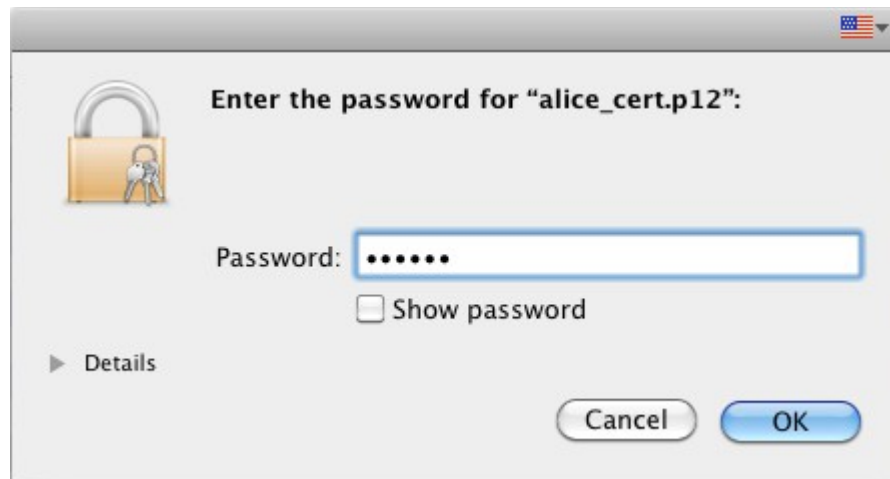 Enter the password for “alice_cert.p12”:
Password: ••••••
Show password
Details
Cancel OK